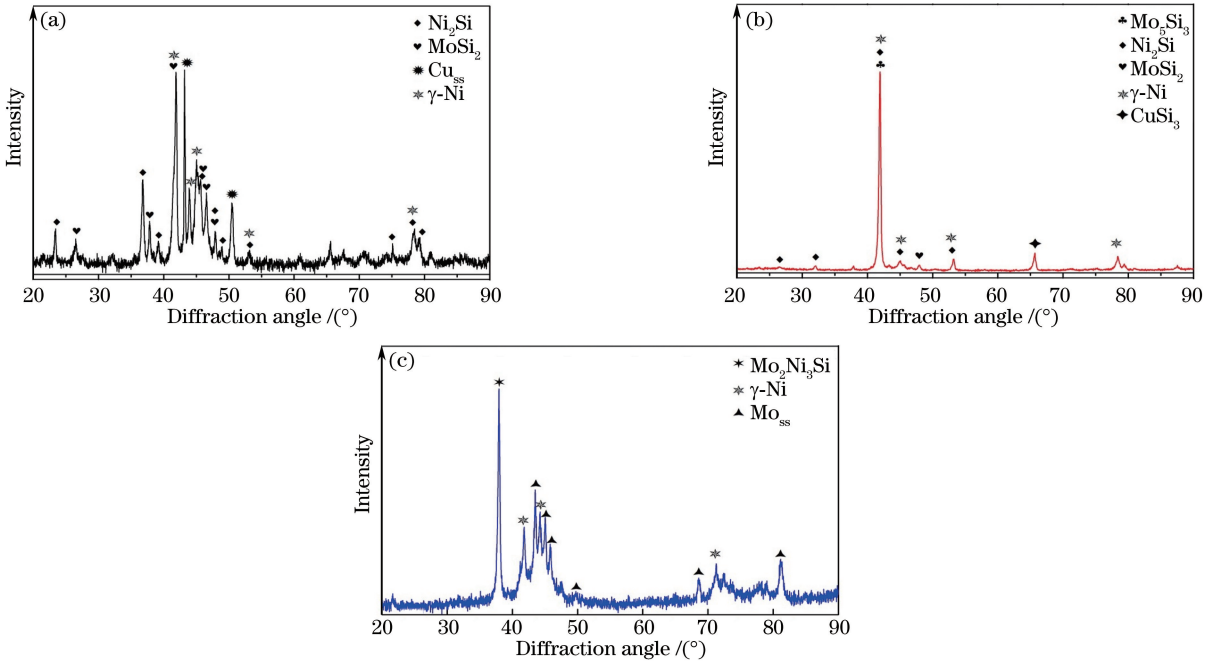 (a)
Ni₂Si
MoSi₂
Cuss
γ-Ni
Intensity
20 30 40 50 60 70 80 90
Diffraction angle /(°)
(b)
Mo₅Si₃
Ni₂Si
MoSi₂
γ-Ni
CuSi₃
Intensity
20 30 40 50 60 70 80 90
Diffraction angle /(°)
(c)
Mo₂Ni₃Si
γ-Ni
Moss
Intensity
20 30 40 50 60 70 80 90
Diffraction angle /(°)